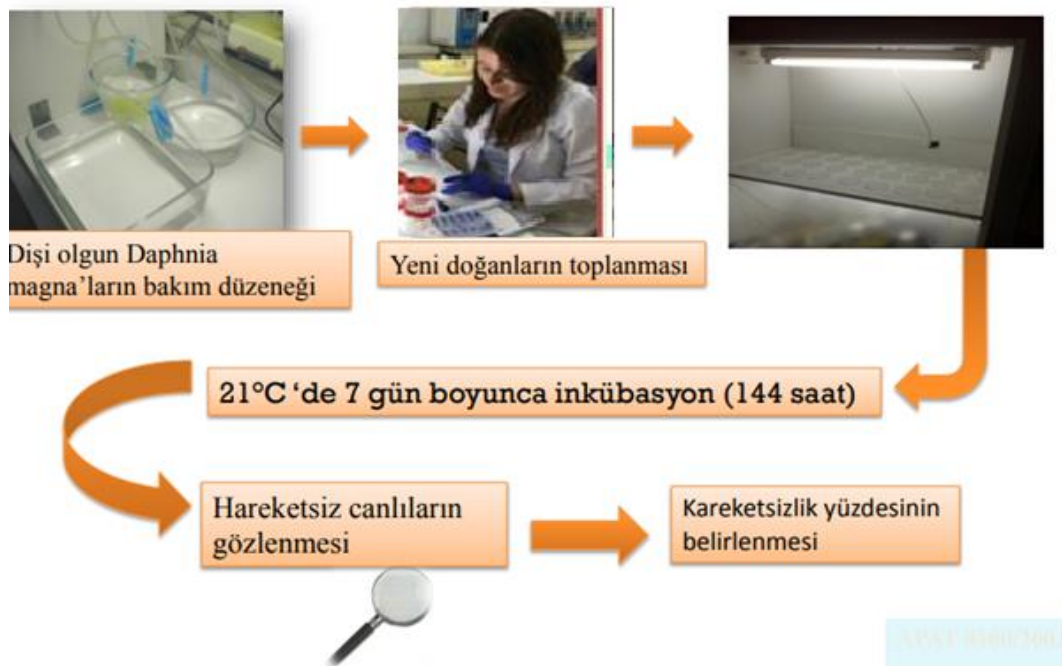 Dişi olgun Daphnia
magna’ların bakım düzeneği
Yeni doğanların toplanması
21°C ‘de 7 gün boyunca inkübasyon (144 saat)
Hareketsiz canlıların
gözlenmesi
Kareketsizlik yüzdesinin
belirlenmesi